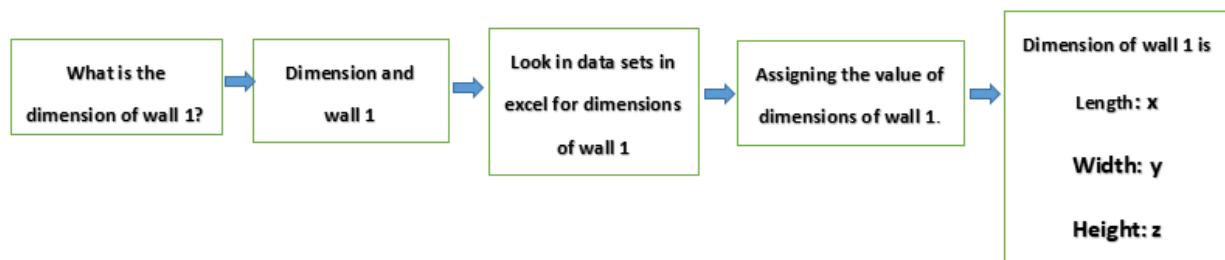 What is the
dimension of wall 1?
Dimension and
wall 1
Look in data sets in
excel for dimensions
of wall 1
Assigning the value of
dimensions of wall 1.
Dimension of wall 1 is
Length: x
Width: y
Height: z